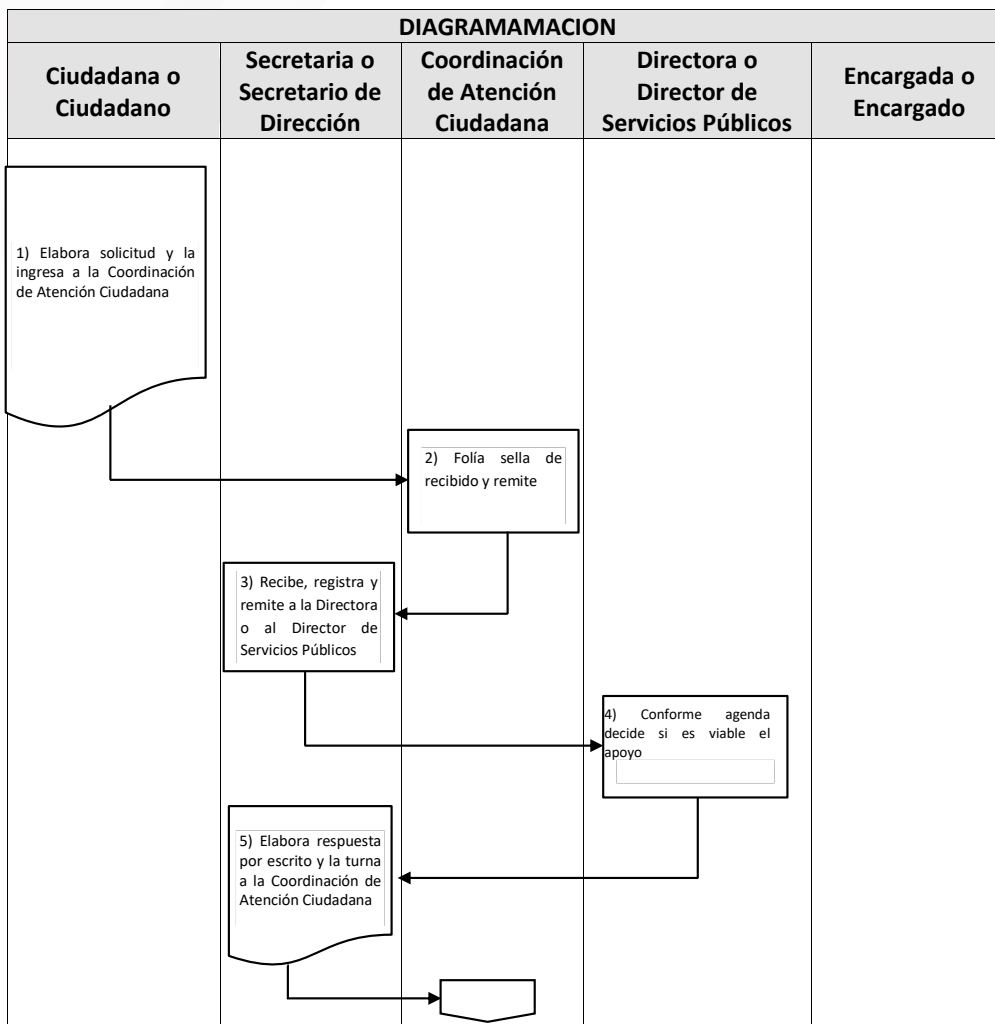 DIAGRAMAMACION
Ciudadana o
Ciudadano
Secretaria o
Secretario de
Dirección
Coordinación
de Atención
Ciudadana
Directora o
Director de
Servicios Públicos
Encargada o
Encargado
1) Elabora solicitud y la
ingresa a la Coordinación
de Atención Ciudadana
2) Folía sella de
recibido y remite
3) Recibe, registra y
remite a la Directora
o al Director de
Servicios Públicos
4) Conforme agenda
decide si es viable el
apoyo
5) Elabora respuesta
por escrito y la turna
a la Coordinación de
Atención Ciudadana